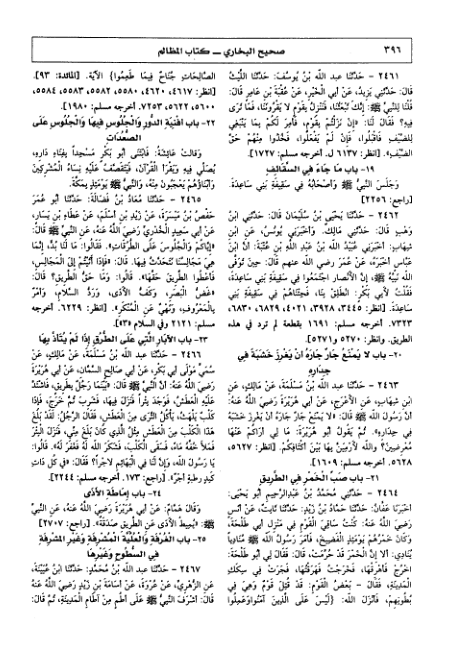 ٣٩٦
صحيح البخاري ــ كتاب المظالم
٢٤٦١ - حَدَّثَنَا عبد الله بْنُ يُوسُفَ: حَدَّثَنَا اللَّيْثُ
قَالَ: حَدَّثَنِي يَزِيدُ، عَنْ أَبِي الْخَيْرِ، عَنْ عُقْبَةَ بْنِ عَامِرٍ قَالَ:
قُلْنَا لِلنَّبِيِّ ﷺ: إِنَّكَ تَبْعَثُنَا، فَنَنْزِلُ بِقَوْمٍ لَا يَقْرُونَنَا، فَمَا تَرَى
فِيهِ؟ فَقَالَ لَنَا: «إِنْ نَزَلْتُمْ بِقَوْمٍ، فَأُمِرَ لَكُمْ بِمَا يَنْبَغِي
لِلضَّيْفِ فَاقْبَلُوا، فَإِنْ لَمْ يَفْعَلُوا، فَخُذُوا مِنْهُمْ حَقَّ
الضَّيْفِ». [انظر: ٦١٣٧ ل. أخرجه مسلم: ١٧٢٧].
١٩- باب مَا جَاءَ فِي السَّقَائِفِ
وَجَلَسَ النَّبِيُّ ﷺ وَأَصْحَابُهُ فِي سَقِيفَةِ بَنِي سَاعِدَةَ.
[راجع: ٢٢٥٦]
٢٤٦٢ - حَدَّثَنَا يَحْيَى بْنُ سُلَيْمَانَ قَالَ: حَدَّثَنِي ابْنُ
وَهْبٍ قَالَ: حَدَّثَنِي مَالِكٌ. وَأَخْبَرَنِي يُونُسُ، عَنِ ابْنِ
شِهَابٍ: أَخْبَرَنِي عُبَيْدُ الله بْنُ عَبْدِ الله بْنِ عُتْبَةَ: أَنَّ ابْنَ
عَبَّاسٍ أَخْبَرَهُ، عَنْ عُمَرَ رضي الله عنهم قَالَ: حِينَ تَوَفَّى
الله نَبِيَّهُ ﷺ، إِنَّ الأَنْصَارَ اجْتَمَعُوا فِي سَقِيفَةِ بَنِي سَاعِدَةَ،
فَقُلْتُ لِأَبِي بَكْرٍ: انْطَلِقْ بِنَا، فَجِئْنَاهُمْ فِي سَقِيفَةِ بَنِي
سَاعِدَةَ. [انظر: ٣٤٤٥، ٣٩٢٨، ٤٠٢١، ٦٨٢٩، ٦٨٣٠،
٧٣٢٣. أخرجه مسلم: ١٦٩١ بقطعة لم ترد في هذه
الطريق.
٢٠- باب لَا يَمْنَعُ جَارٌ جَارَهُ أَنْ يَغْرِزَ خَشَبَةً فِي
جِدَارِهِ
٢٤٦٣ - حَدَّثَنَا عبد الله بْنُ مَسْلَمَةَ، عَنْ مَالِكٍ، عَنِ
ابْنِ شِهَابٍ، عَنِ الأَعْرَجِ، عَنْ أَبِي هُرَيْرَةَ رَضِيَ اللَّهُ عَنْهُ:
أَنَّ رَسُولَ الله ﷺ قَالَ: «لَا يَمْنَعْ جَارٌ جَارَهُ أَنْ يَغْرِزَ خَشَبَةً
فِي جِدَارِهِ». ثُمَّ يَقُولُ أَبُو هُرَيْرَةَ: مَا لِي أَرَاكُمْ عَنْهَا
مُعْرِضِينَ؟ والله لأَرْمِيَنَّ بِهَا بَيْنَ أَكْتَافِكُمْ. [انظر: ٥٦٢٧،
٥٦٢٨. أخرجه مسلم: ١٦٠٩].
٢١- باب صَبِّ الْخَمْرِ فِي الطَّرِيقِ
٢٤٦٤ - حَدَّثَنِي مُحَمَّدُ بْنُ عَبْدِالرحيم أَبُو يَحْيَى:
أَخْبَرَنَا عَفَّانُ: حَدَّثَنَا حَمَّادُ بْنُ زَيْدٍ: حَدَّثَنَا ثَابِتٌ، عَنْ أَنَسٍ
رَضِيَ اللَّهُ عَنْهُ: كُنْتُ سَاقِيَ الْقَوْمِ فِي مَنْزِلِ أَبِي طَلْحَةَ،
وَكَانَ خَمْرُهُمْ يَوْمَئِذٍ الْفَضِيخَ، فَأَمَرَ رَسُولُ الله ﷺ مُنَادِيًا
يُنَادِي: أَلَا إِنَّ الْخَمْرَ قَدْ حُرِّمَتْ، قَالَ: فَقَالَ لِي أَبُو طَلْحَةَ:
اخْرُجْ فَأَهْرِقْهَا، فَخَرَجْتُ فَهَرَقْتُهَا، فَجَرَتْ فِي سِكَكِ
الْمَدِينَةِ، فَقَالَ - بَعْضُ الْقَوْمِ: قَدْ قُتِلَ قَوْمٌ وَهِيَ فِي
بُطُونِهِمْ، فَأَنْزَلَ الله: {لَيْسَ عَلَى الَّذِينَ آمَنُواوَعَمِلُوا
الصَّالِحَاتِ جُنَاحٌ فِيمَا طَعِمُوا} الآيَةَ. [المائدة: ٩٣].
[انظر: ٤٦١٧، ٤٦٢٠، ٥٥٨٠، ٥٥٨٢، ٥٥٨٣، ٥٥٨٤،
٥٦٠٠، ٥٦٢٢، ٧٢٥٣. أخرجه مسلم: ١٩٨٠].
٢٢- باب أَفْنِيَةِ الدُّورِ وَالْجُلُوسِ فِيهَا وَالْجُلُوسِ عَلَى
الصُّعُدَاتِ
وَقَالَتْ عَائِشَةُ: فَابْتَنَى أَبُو بَكْرٍ مَسْجِدًا بِفِنَاءِ دَارِهِ،
يُصَلِّي فِيهِ وَيَقْرَأُ الْقُرْآنَ، فَيَتَقَصَّفُ عَلَيْهِ نِسَاءُ الْمُشْرِكِينَ
وَأَبْنَاؤُهُمْ يَعْجَبُونَ مِنْهُ، وَالنَّبِيُّ ﷺ يَوْمَئِذٍ بِمَكَّةَ.
٢٤٦٥ - حَدَّثَنَا مُعَاذُ بْنُ فَضَالَةَ: حَدَّثَنَا أَبُو عُمَرَ
حَفْصُ بْنُ مَيْسَرَةَ، عَنْ زَيْدِ بْنِ أَسْلَمَ، عَنْ عَطَاءِ بْنِ يَسَارٍ،
عَنْ أَبِي سَعِيدٍ الْخُدْرِيِّ رَضِيَ اللَّهُ عَنْهُ، عَنِ النَّبِيِّ ﷺ قَالَ:
«إِيَّاكُمْ وَالْجُلُوسَ عَلَى الطُّرُقَاتِ». فَقَالُوا: مَا لَنَا بُدٌّ، إِنَّمَا
هِيَ مَجَالِسُنَا نَتَحَدَّثُ فِيهَا. قَالَ: «فَإِذَا أَبَيْتُمْ إِلَّا الْمَجَالِسَ،
فَأَعْطُوا الطَّرِيقَ حَقَّهَا». قَالُوا: وَمَا حَقُّ الطَّرِيقِ؟ قَالَ:
«غَضُّ الْبَصَرِ، وَكَفُّ الأَذَى، وَرَدُّ السَّلَامِ، وَأَمْرٌ
بِالْمَعْرُوفِ، وَنَهْيٌ عَنِ الْمُنْكَرِ». [انظر: ٦٢٢٩. أخرجه
مسلم: ٢١٢١
٢٣- باب الآبَارِ الَّتِي عَلَى الطُّرُقِ إِذَا لَمْ يُتَأَذَّ بِهَا
٢٤٦٦ - حَدَّثَنَا عبد الله بْنُ مَسْلَمَةَ، عَنْ مَالِكٍ، عَنْ
سُمَيٍّ مَوْلَى أَبِي بَكْرٍ، عَنْ أَبِي صَالِحٍ السَّمَّانِ، عَنْ أَبِي هُرَيْرَةَ
رَضِيَ اللَّهُ عَنْهُ: أَنَّ النَّبِيَّ ﷺ قَالَ: «بَيْنَمَا رَجُلٌ بِطَرِيقٍ، فَاشْتَدَّ
عَلَيْهِ الْعَطَشُ، فَوَجَدَ بِئْرًا فَنَزَلَ فِيهَا، فَشَرِبَ ثُمَّ خَرَجَ، فَإِذَا
كَلْبٌ يَلْهَثُ، يَأْكُلُ الثَّرَى مِنَ الْعَطَشِ، فَقَالَ الرَّجُلُ: لَقَدْ بَلَغَ
هَذَا الْكَلْبَ مِنَ الْعَطَشِ مِثْلُ الَّذِي كَانَ بَلَغَ مِنِّي، فَنَزَلَ الْبِئْرَ
فَمَلَأَ خُفَّهُ مَاءً، فَسَقَى الْكَلْبَ، فَشَكَرَ الله لَهُ فَغَفَرَ لَهُ». قَالُوا:
يَا رَسُولَ الله، وَإِنَّ لَنَا فِي الْبَهَائِمِ لأَجْرًا؟ فَقَالَ: «فِي كُلِّ ذَاتِ
كَبِدٍ رَطْبَةٍ أَجْرٌ». [راجع: ١٧٣. أخرجه مسلم: ٢٢٤٤].
٢٤- باب إِمَاطَةِ الأَذَى
وَقَالَ هَمَّامٌ: عَنْ أَبِي هُرَيْرَةَ رَضِيَ اللَّهُ عَنْهُ، عَنِ النَّبِيِّ
ﷺ: «يُمِيطُ الأَذَى عَنِ الطَّرِيقِ صَدَقَةٌ». [راجع: ٢٧٠٧]
٢٥- باب الْغُرْفَةِ وَالْعُلِّيَّةِ الْمُشْرِفَةِ وَغَيْرِ الْمُشْرِفَةِ
فِي السُّطُوحِ وَغَيْرِهَا
٢٤٦٧ - حَدَّثَنَا عبد الله بْنُ مُحَمَّدٍ: حَدَّثَنَا ابْنُ عُيَيْنَةَ،
عَنِ الزُّهْرِيِّ، عَنْ عُرْوَةَ، عَنْ أُسَامَةَ بْنِ زَيْدٍ رَضِيَ اللَّهُ عَنْهُ
قَالَ: أَشْرَفَ النَّبِيُّ ﷺ عَلَى أُطُمٍ مِنْ آطَامِ الْمَدِينَةِ، ثُمَّ قَالَ: